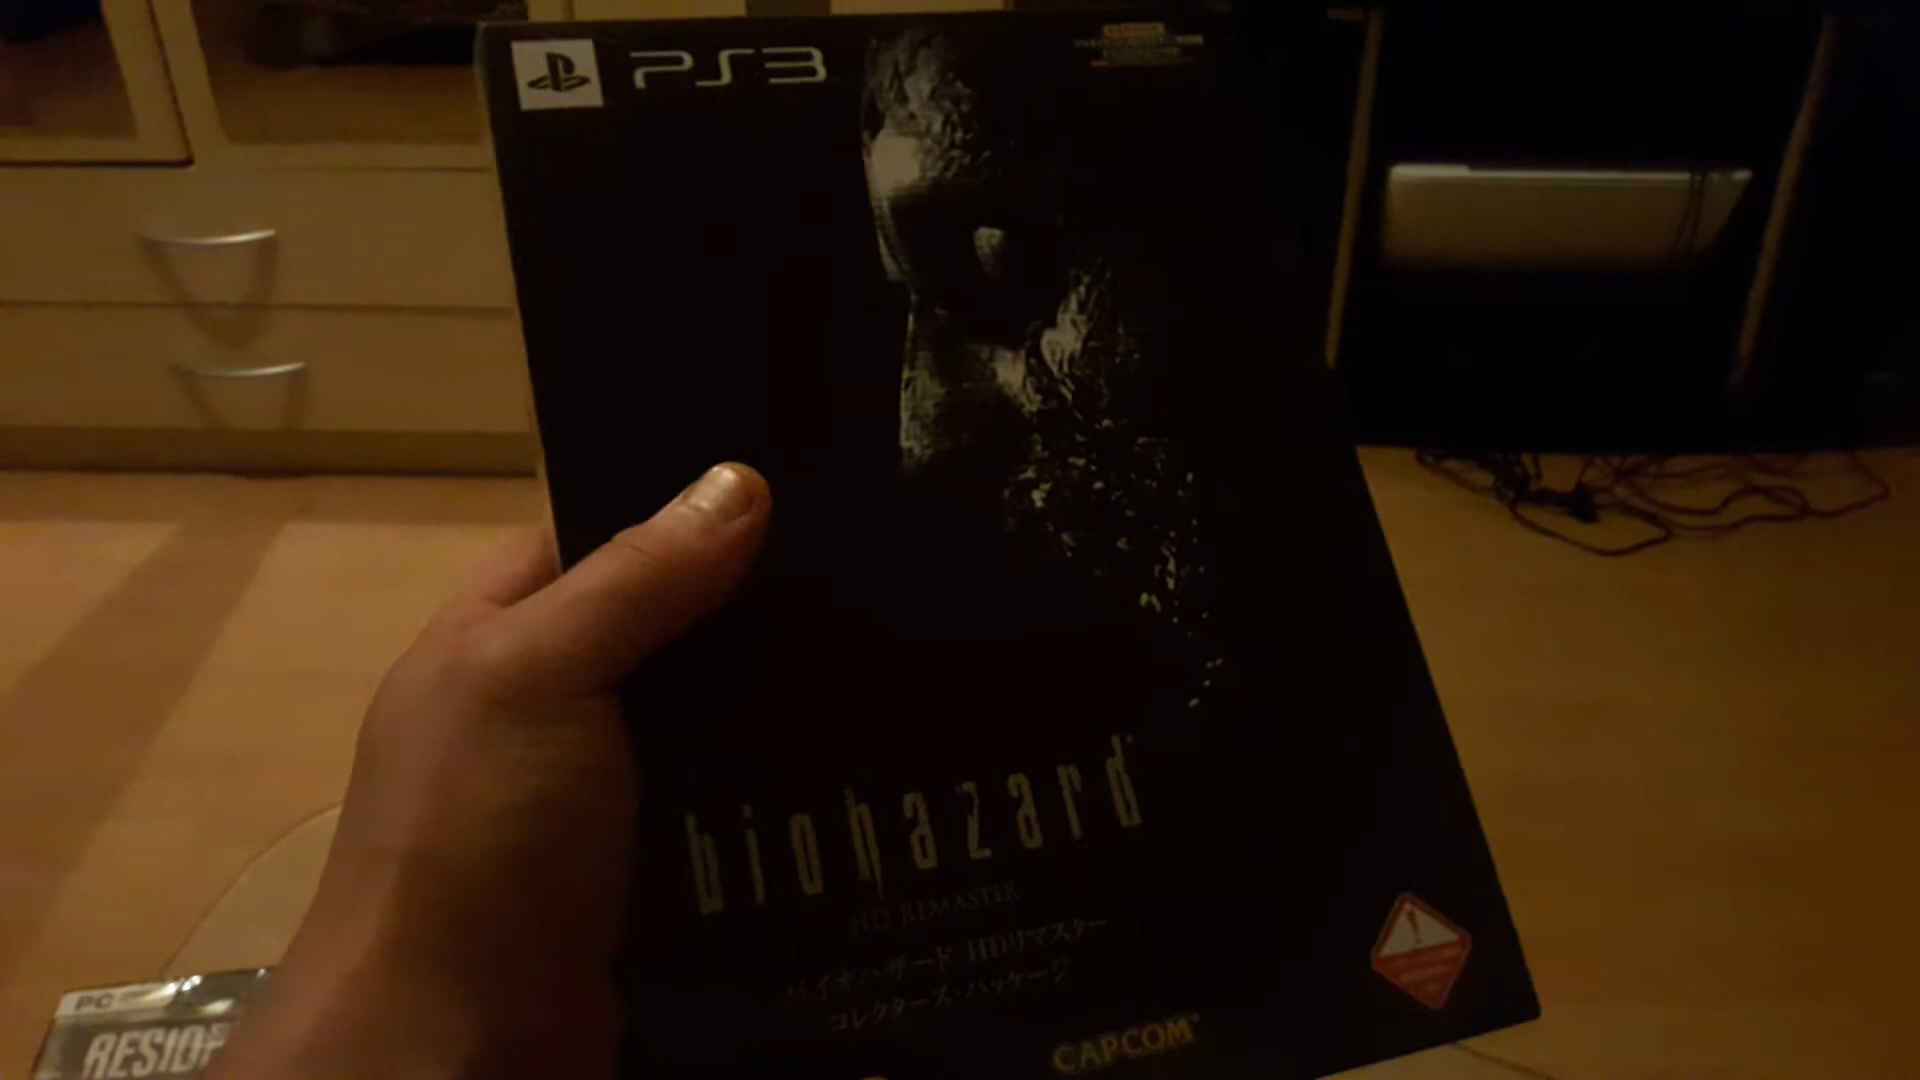 PS3
biohazard
HD REMASTER
バイオハザード HDリマスター
コレクターズ・パッケージ
CAPCOM
PC
RESIDE